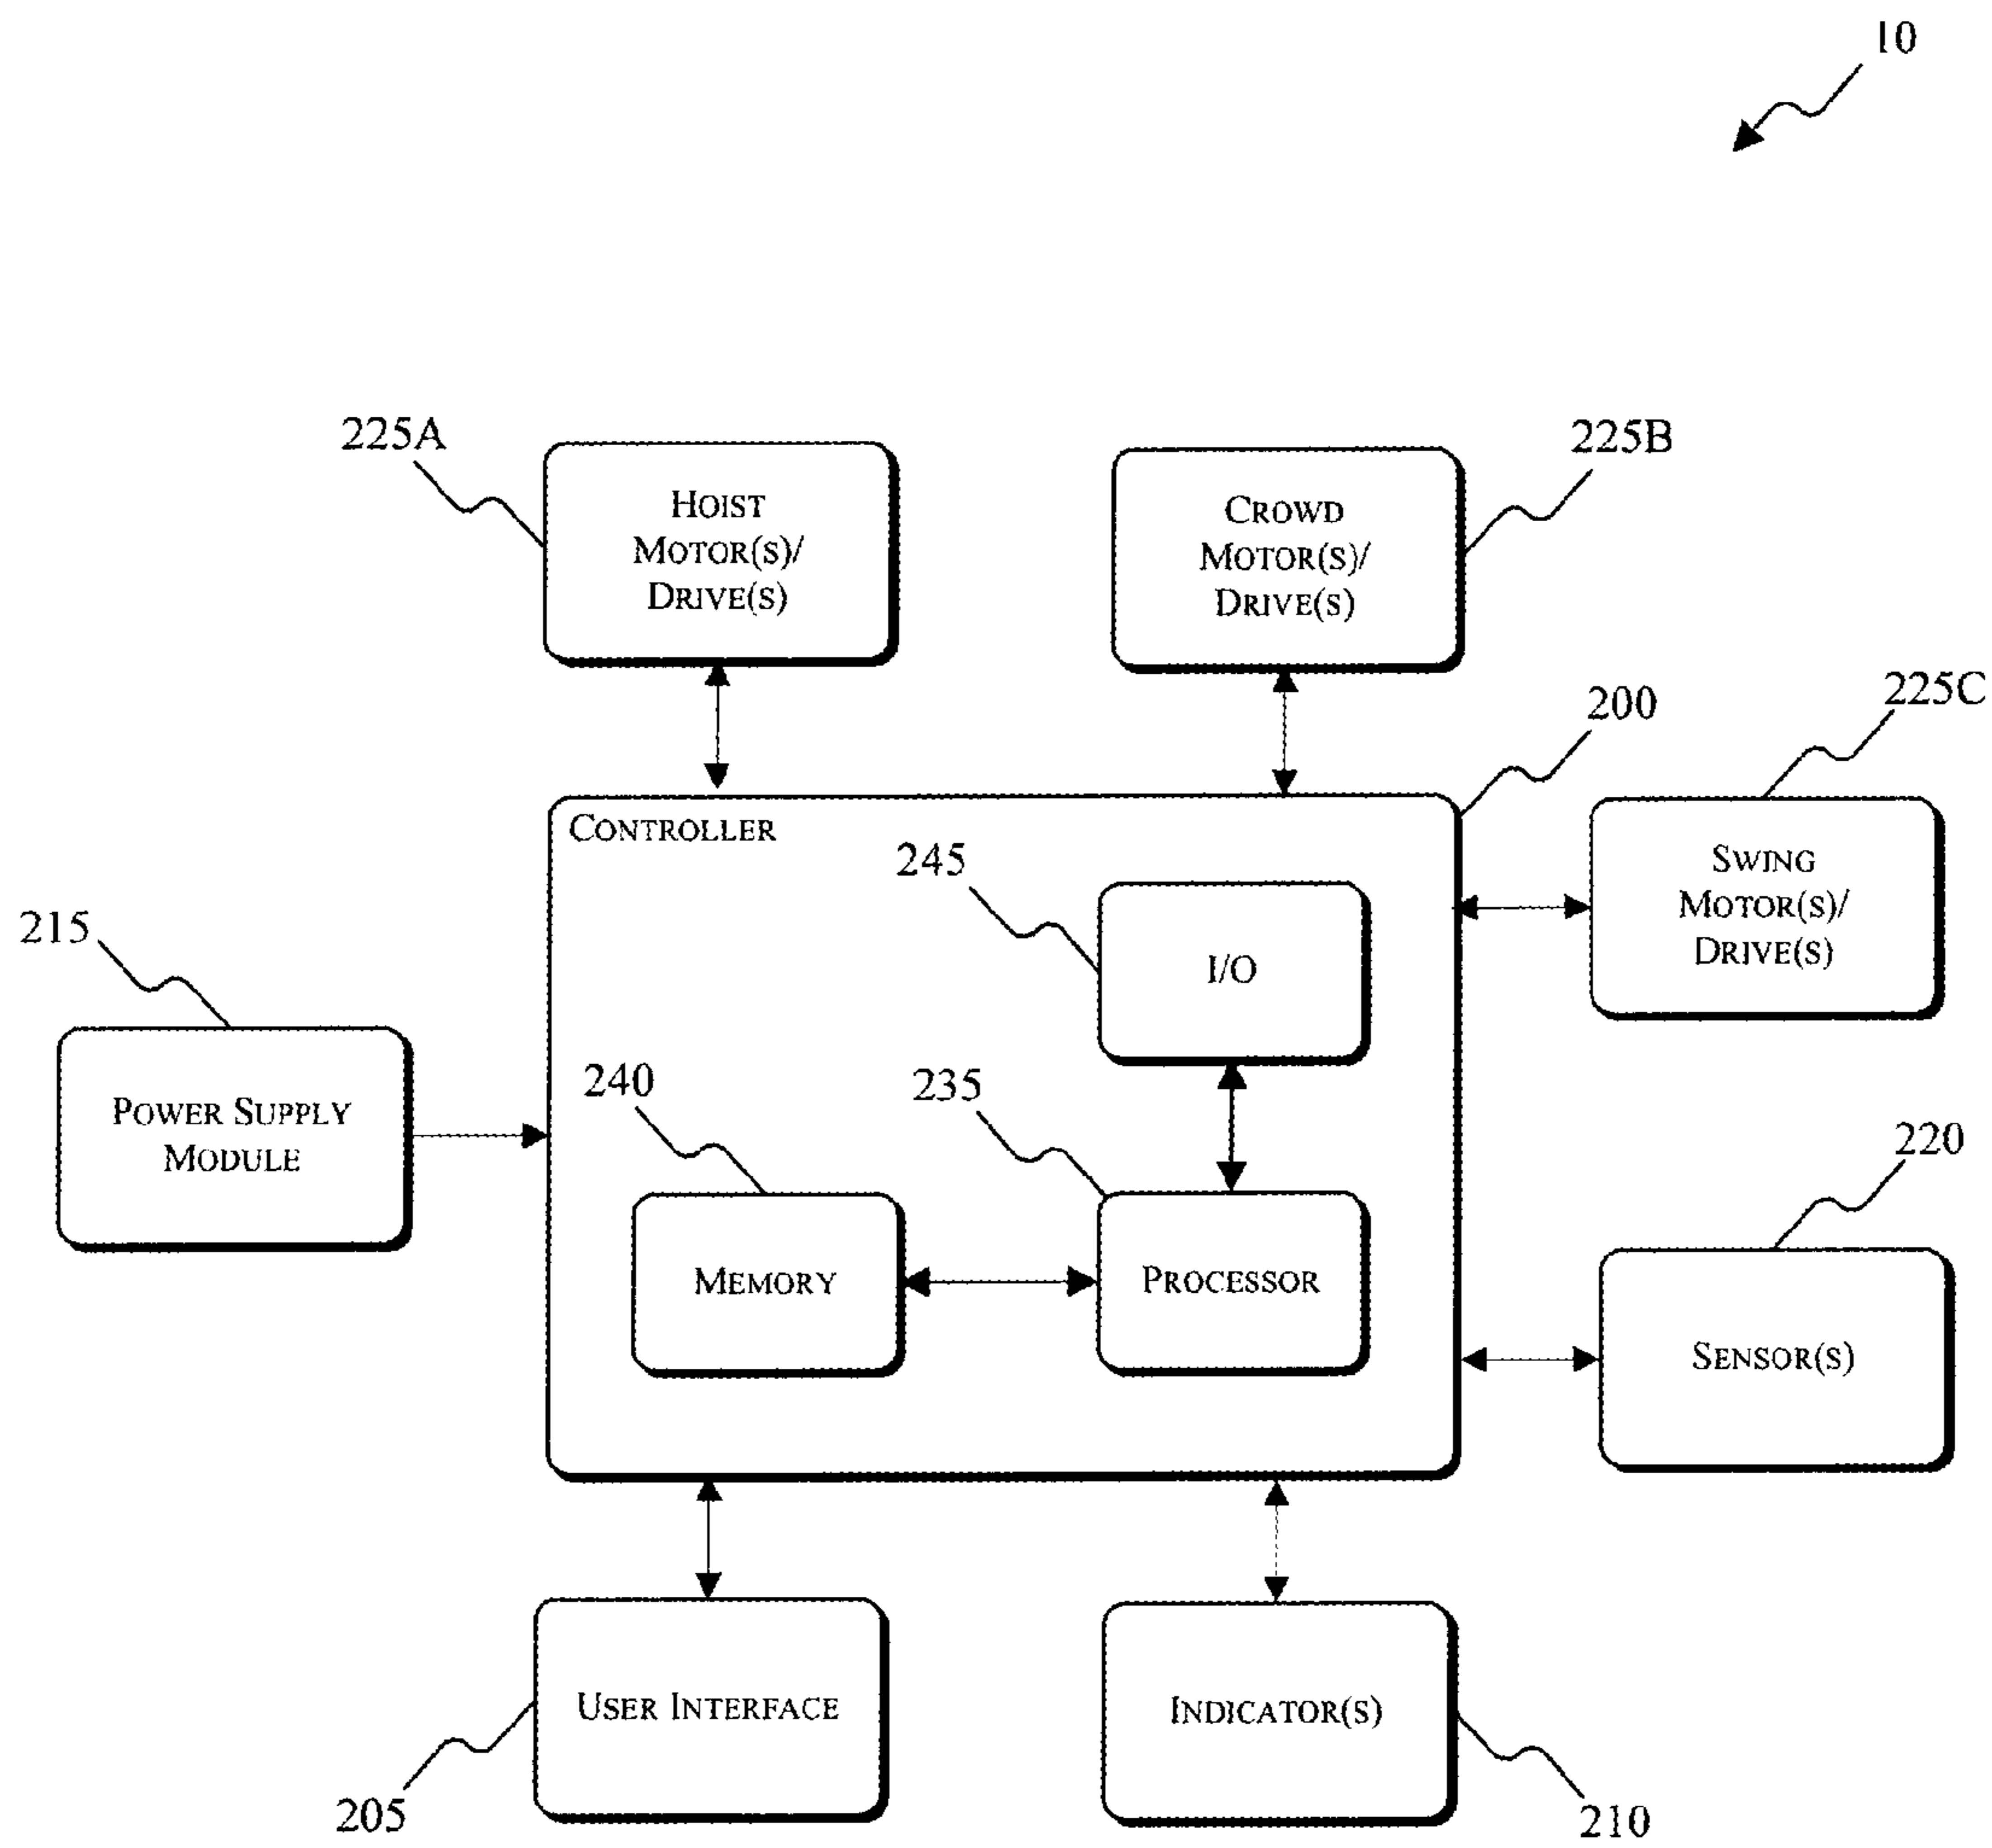 10
225A
HOIST
MOTOR(S)/
DRIVE(S)
225B
CROWD
MOTOR(S)/
DRIVE(S)
200
225C
CONTROLLER
245
I/O
SWING
MOTOR(S)/
DRIVE(S)
215
POWER SUPPLY
MODULE
240
235
MEMORY
PROCESSOR
220
SENSOR(S)
USER INTERFACE
205
INDICATOR(S)
210